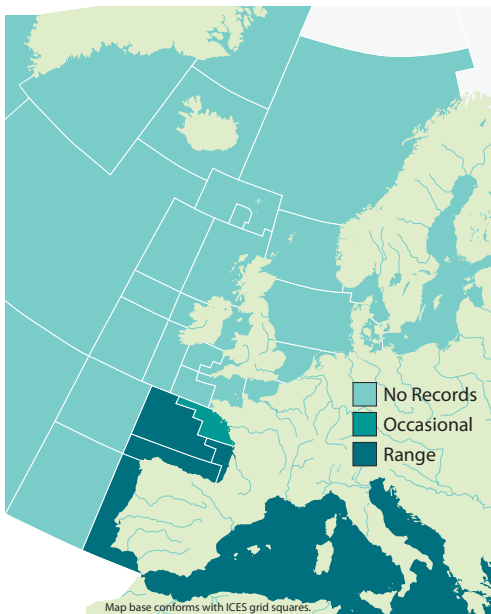 No Records
Occasional
Range
Map base conforms with ICES grid squares.